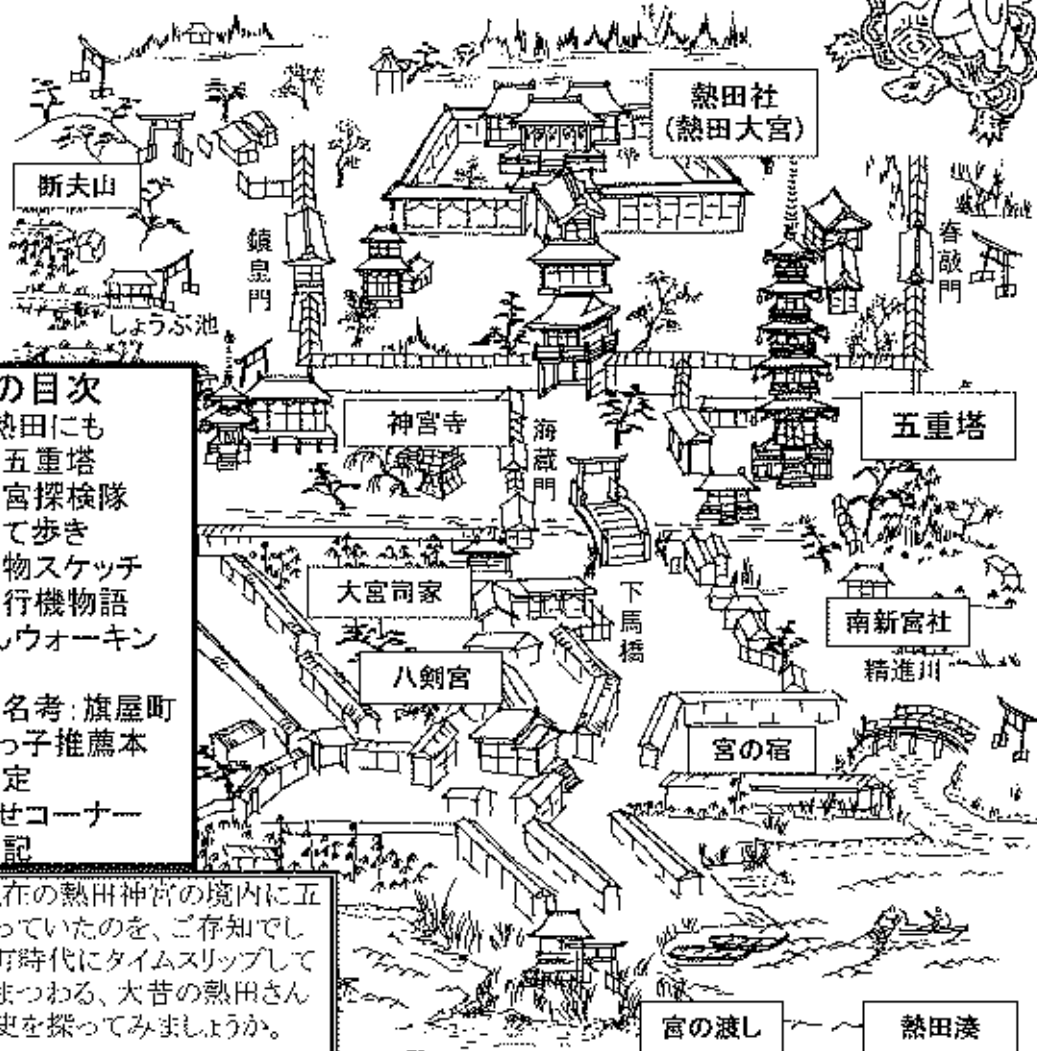 熱田社
(熱田大宮)
断夫山
鎮皇門
春敲門
しょうぶ池
五重塔
神宮寺
海蔵門
大宮司家
下馬橋
南新宮社
精進川
八剣宮
宮の宿
宮の渡し
熱田湊
の目次
熱田にも
五重塔
宮探検隊
て歩き
物スケッチ
行機物語
しウォーキン
名考：旗屋町
っ子推薦本
定
せコーナー
記
在の熱田神宮の境内に五
っていたのを、ご存知でし
町時代にタイムスリップして
まつわる、大昔の熱田さん
史を探ってみましょうか。